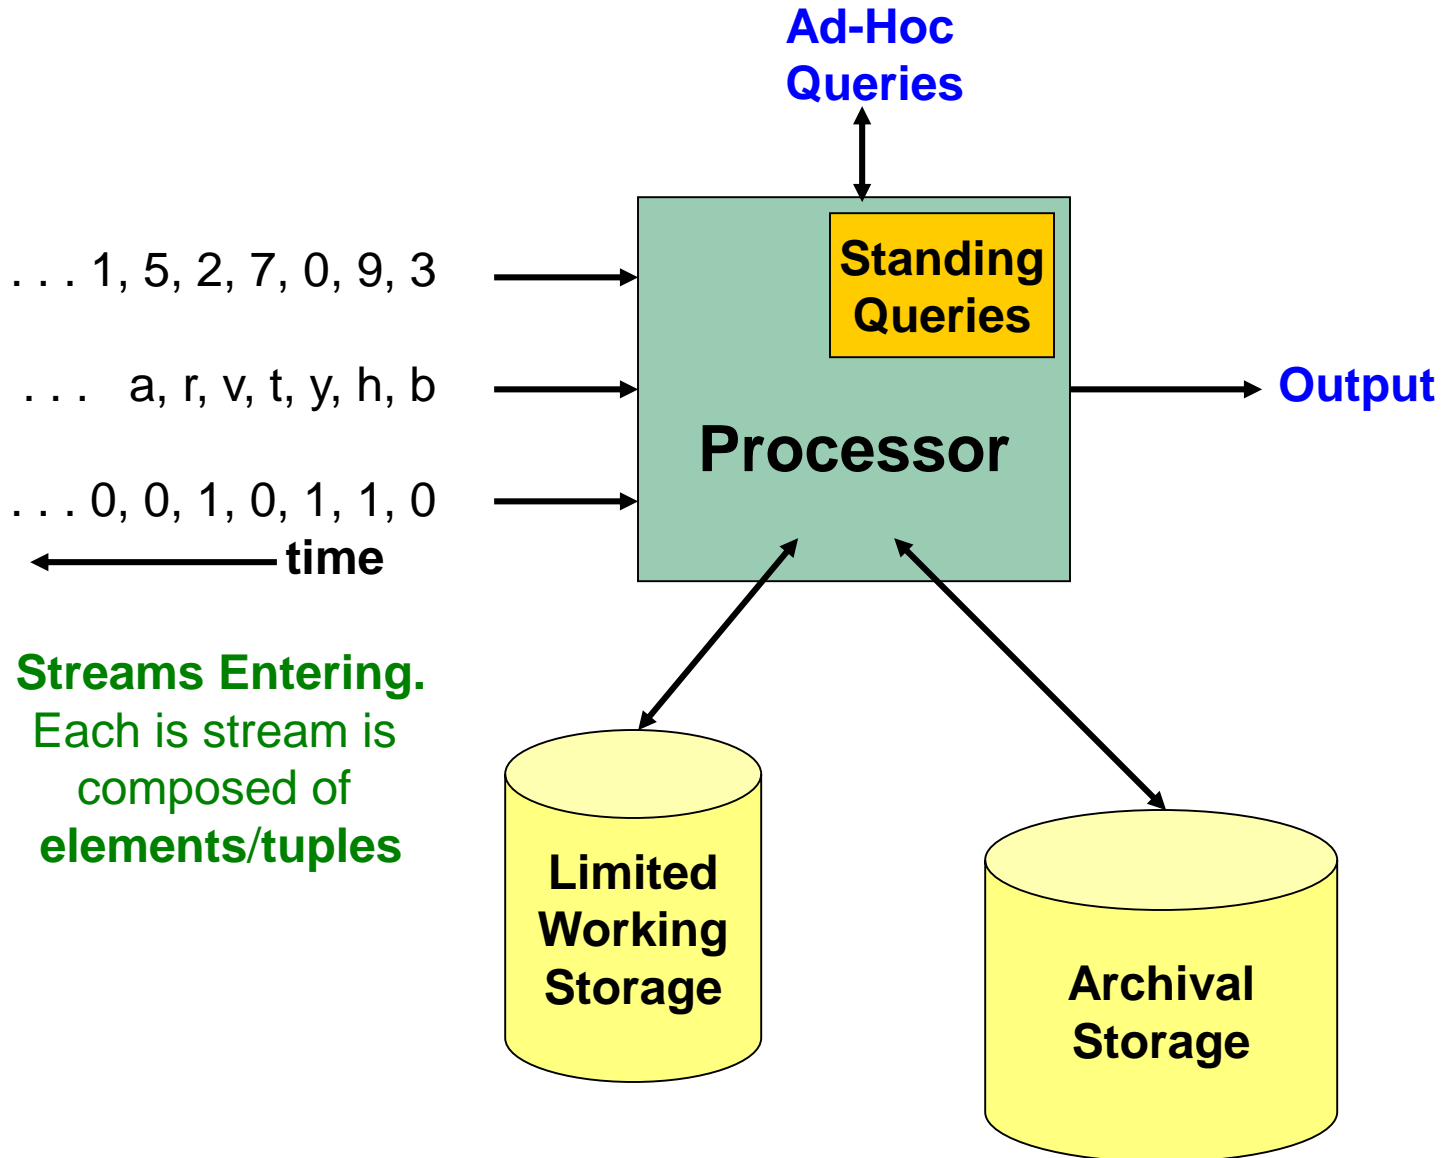 Ad-Hoc
Queries
. . . 1, 5, 2, 7, 0, 9, 3
Standing
Queries
. . . a, r, v, t, y, h, b
Output
Processor
. . . 0, 0, 1, 0, 1, 1, 0
time
Streams Entering.
Each is stream is
composed of
elements/tuples
Limited
Working
Storage
Archival
Storage